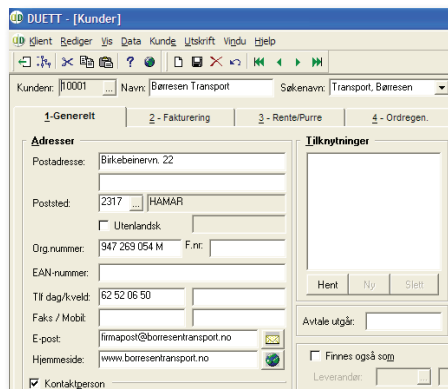 DUETT - [Kunder]
Klient Rediger Vis Data Kunde Utskrift Vindu Hjelp
Kundenr: 10001 ... Navn: Børresen Transport Søkenavn: Transport, Børresen
1-Generelt 2 - Fakturering 3 - Rente/Purre 4 - Ordregen.
Adresser Tilknytninger
Postadresse: Birkebeinervn. 22
Poststed: 2317 ... HAMAR
Utenlandsk
Org.nummer: 947 269 054 M F.nr:
EAN-nummer:
Hent Ny Slett
Tlf dag/kveld: 62 52 06 50
Faks / Mobil:
Avtale utgår:
E-post: firmapost@borresentransport.no
Hjemmeside: www.borresentransport.no
Finnes også som
Leverandør: ...
Kontaktperson